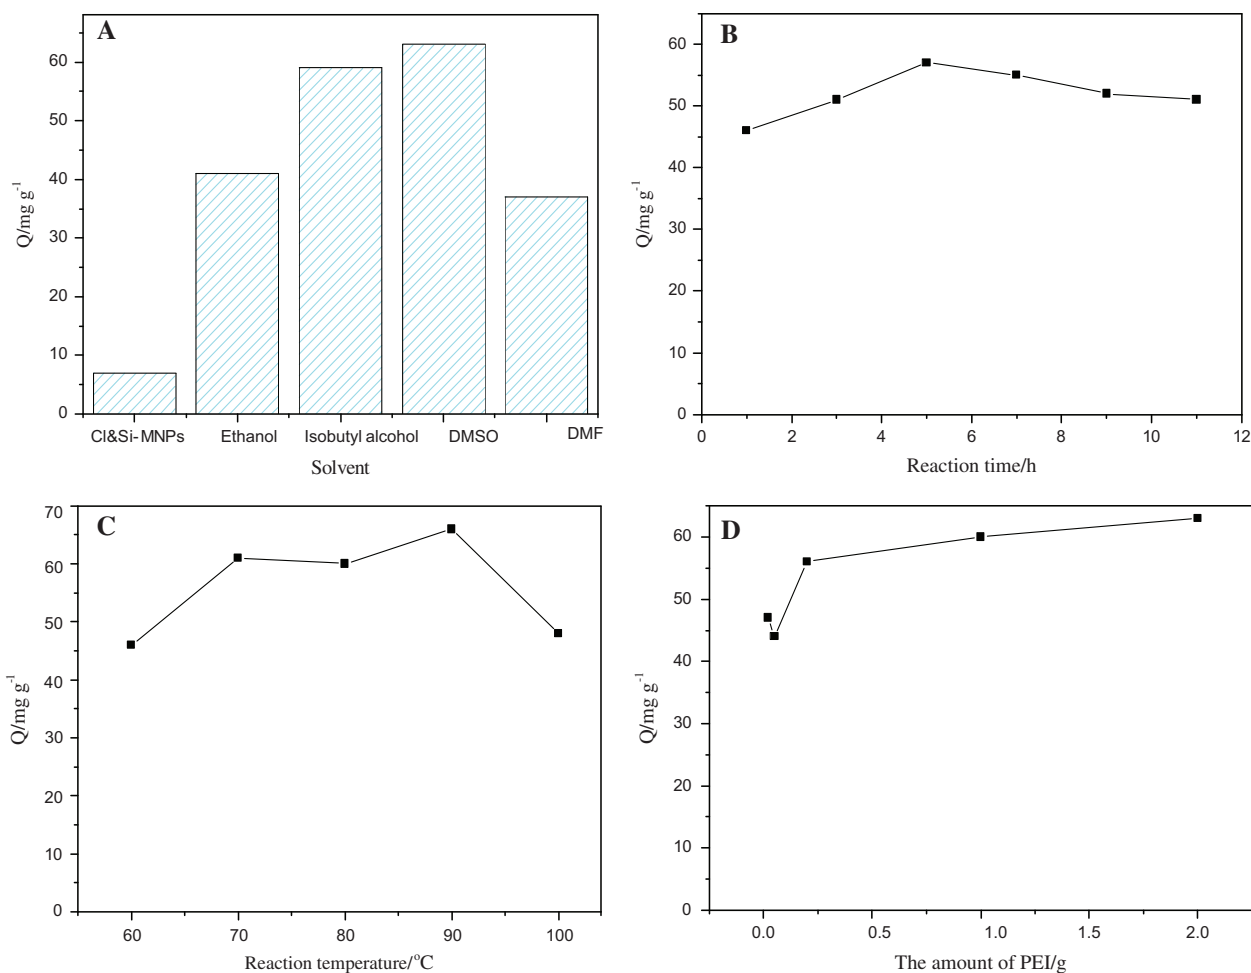 A
Q/mg g-1
60
50
40
30
20
10
0
Cl&Si-MNPs Ethanol Isobutyl alcohol DMSO DMF
Solvent
B
Q/mg g-1
60
50
40
30
20
10
0
0 2 4 6 8 10 12
Reaction time/h
C
Q/mg g-1
70
60
50
40
30
20
10
0
60 70 80 90 100
Reaction temperature/°C
D
Q/mg g-1
60
50
40
30
20
10
0
0.0 0.5 1.0 1.5 2.0
The amount of PEI/g